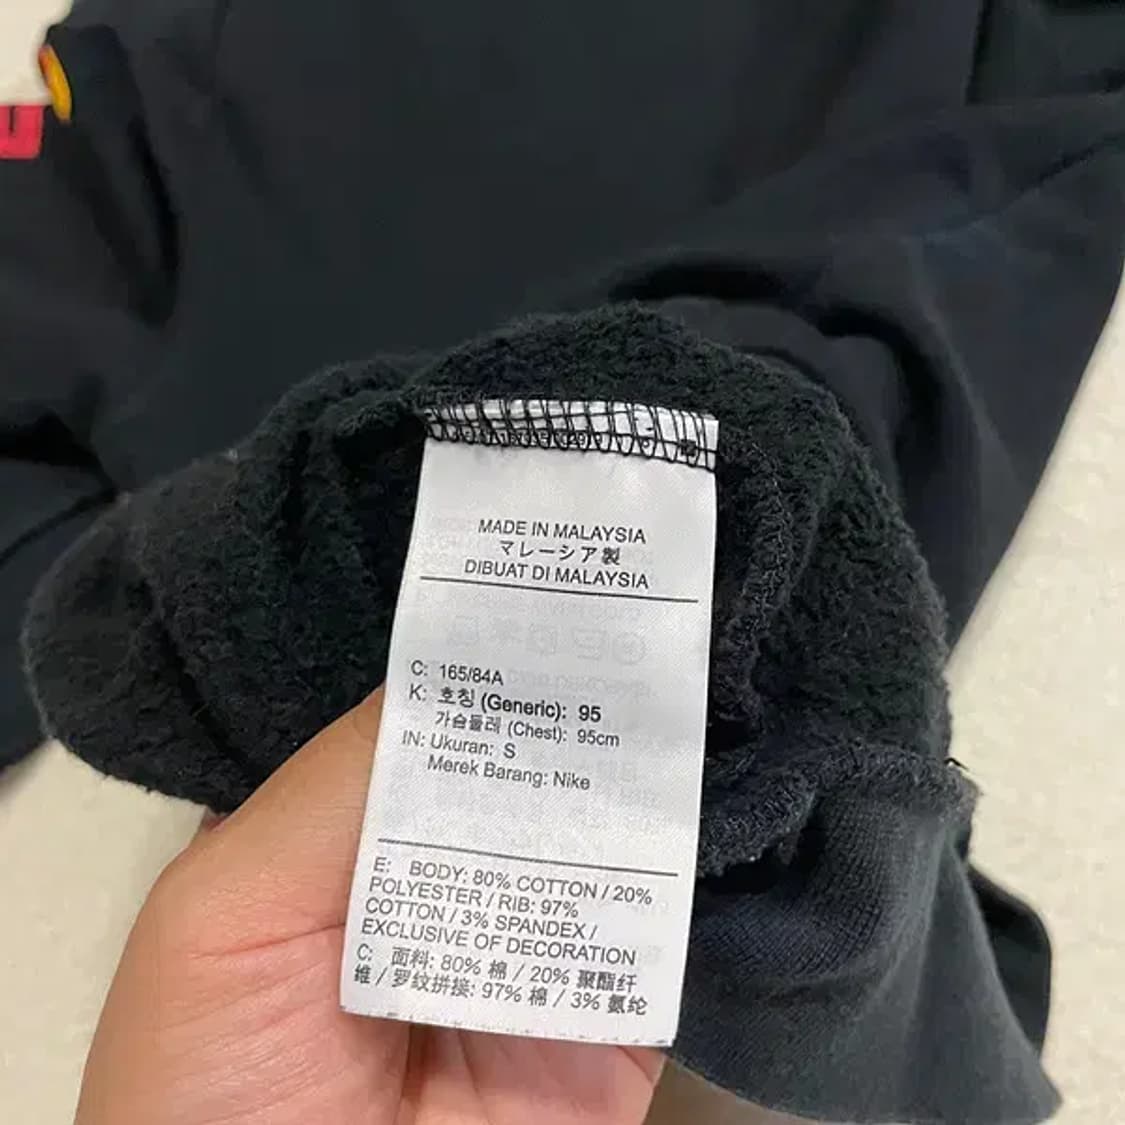 MADE IN MALAYSIA
マレーシア製
DIBUAT DI MALAYSIA
C: 165/84A
K: 호칭 (Generic): 95
가슴둘레 (Chest): 95cm
IN: Ukuran: S
Merek Barang: Nike
E: BODY: 80% COTTON / 20%
POLYESTER / RIB: 97%
COTTON / 3% SPANDEX /
EXCLUSIVE OF DECORATION
C: 面料: 80% 棉 / 20% 聚酯纤
维 / 罗纹拼接: 97% 棉 / 3% 氨纶